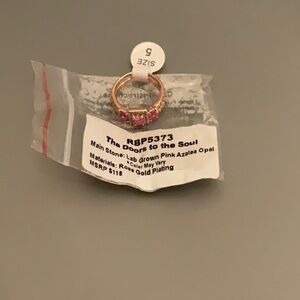 SIZE
5
RBP5373
The Doors to the Soul
Main Stone: Lab Grown Pink Azalea Opal
*Color May Vary
Materials: Rose Gold Plating
MSRP $118